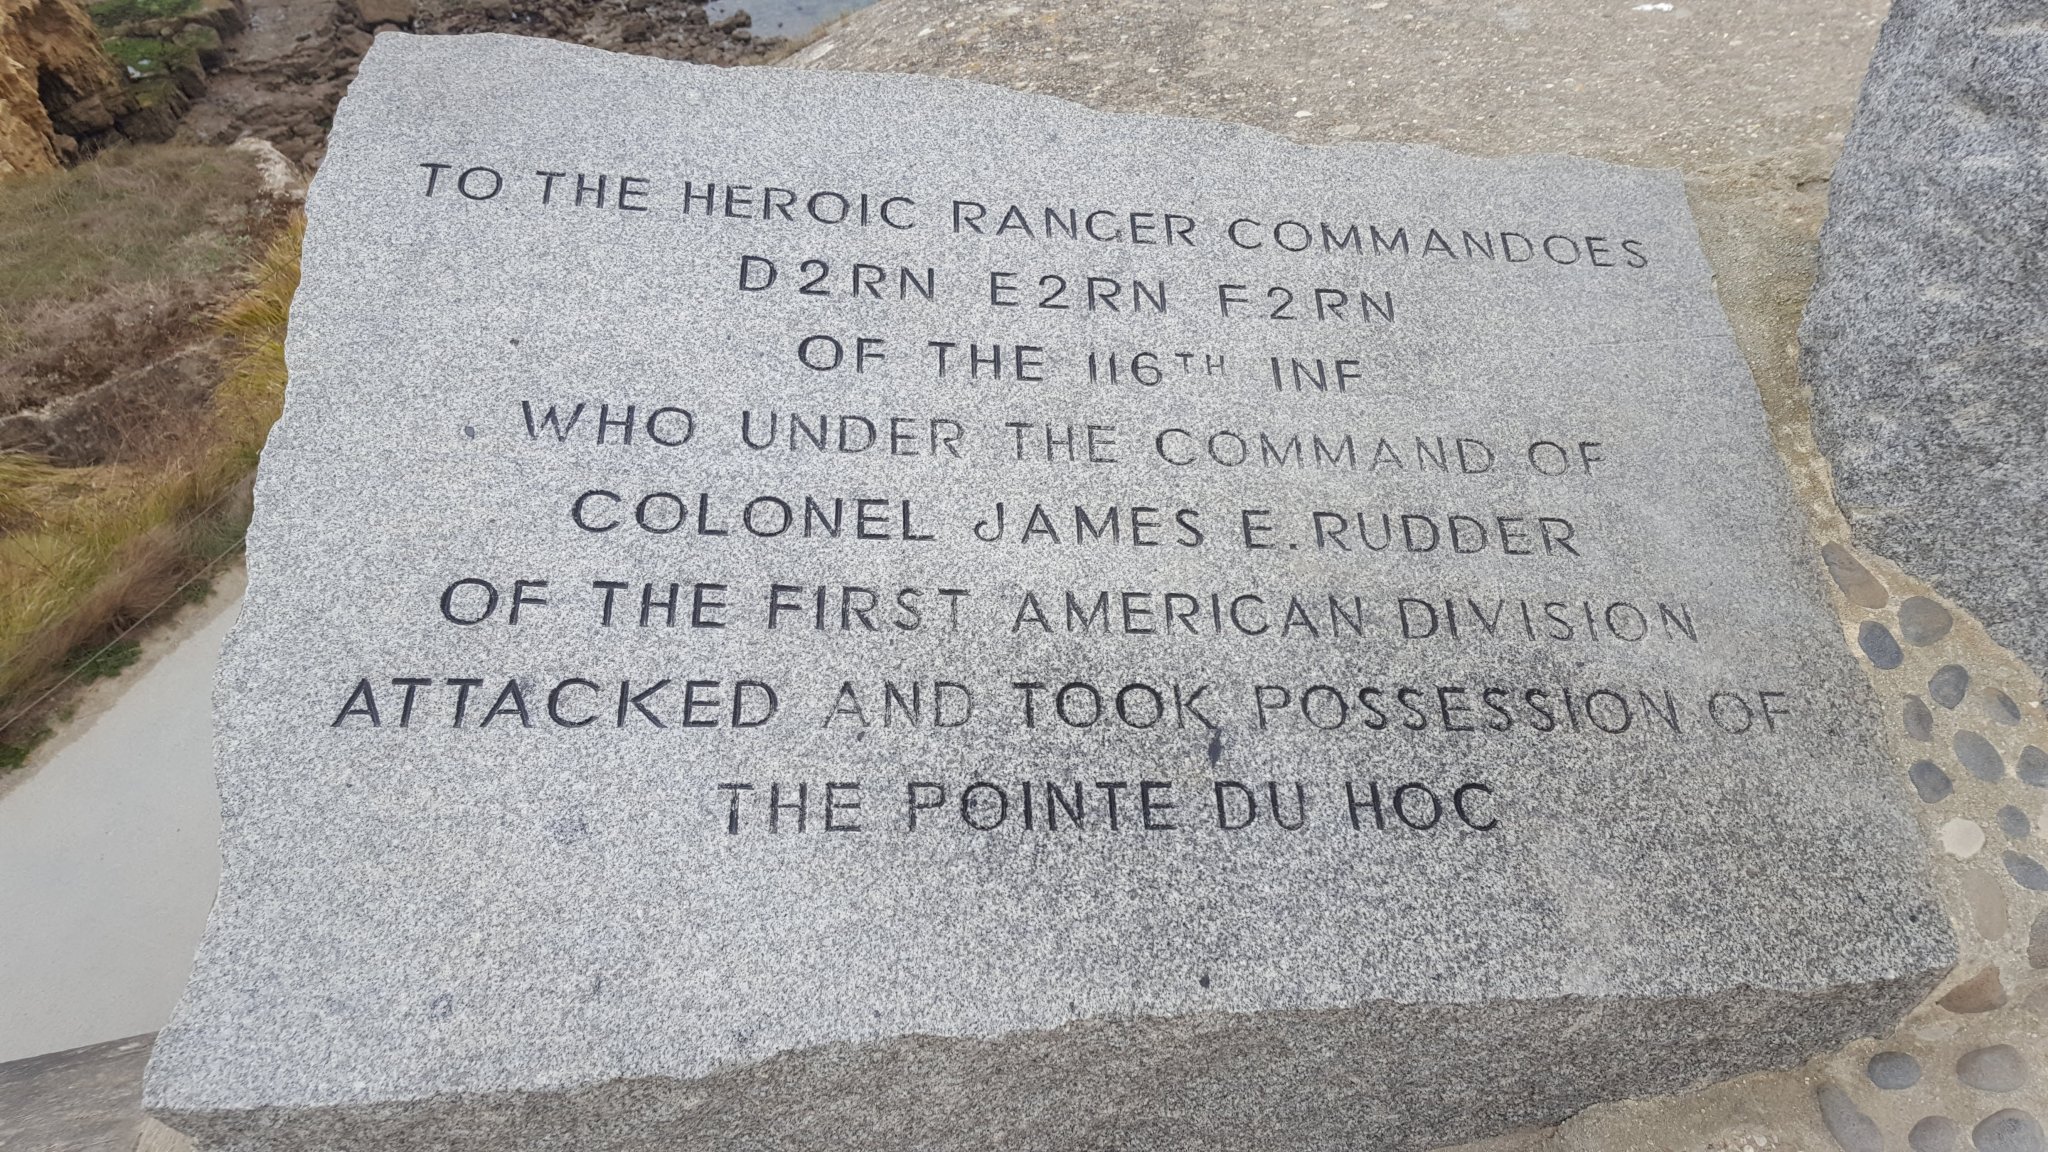 TO THE HEROIC RANGER COMMANDOES
D2RN E2RN F2RN
OF THE 116TH INF
WHO UNDER THE COMMAND OF
COLONEL JAMES E. RUDDER
OF THE FIRST AMERICAN DIVISION
ATTACKED AND TOOK POSSESSION OF
THE POINTE DU HOC